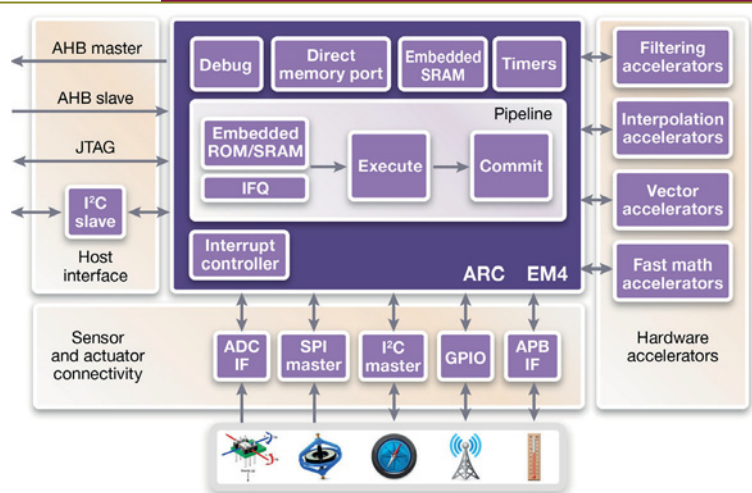 AHB master
AHB slave
JTAG
I²C
slave
Host
interface
Debug
Direct
memory port
Embedded
SRAM
Timers
Pipeline
Embedded
ROM/SRAM
IFQ
Execute
Commit
Interrupt
controller
ARC EM4
Filtering
accelerators
Interpolation
accelerators
Vector
accelerators
Fast math
accelerators
Hardware
accelerators
Sensor
and actuator
connectivity
ADC
IF
SPI
master
I²C
master
GPIO
APB
IF